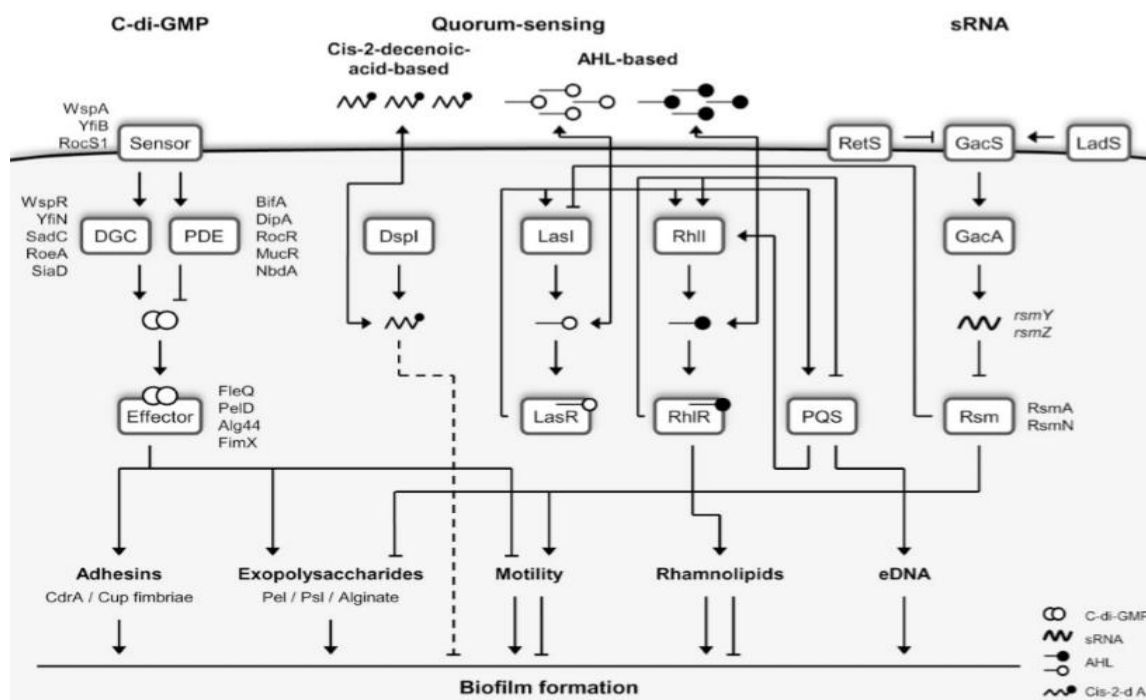 C-di-GMP
Quorum-sensing
sRNA
Cis-2-decenoic-
acid-based
AHL-based
WspA
YfiB
RocS1
Sensor
RetS
GacS
LadS
WspR
YfiN
SadC
RoeA
SiaD
DGC
PDE
BifA
DipA
RocR
MucR
NbdA
DspI
LasI
RhlI
GacA
rsmY
rsmZ
Effector
FleQ
PelD
Alg44
FimX
LasR
RhlR
PQS
Rsm
RsmA
RsmN
Adhesins
CdrA / Cup fimbriae
Exopolysaccharides
Pel / Psl / Alginate
Motility
Rhamnolipids
eDNA
C-di-GMP
sRNA
AHL
Cis-2-d A
Biofilm formation